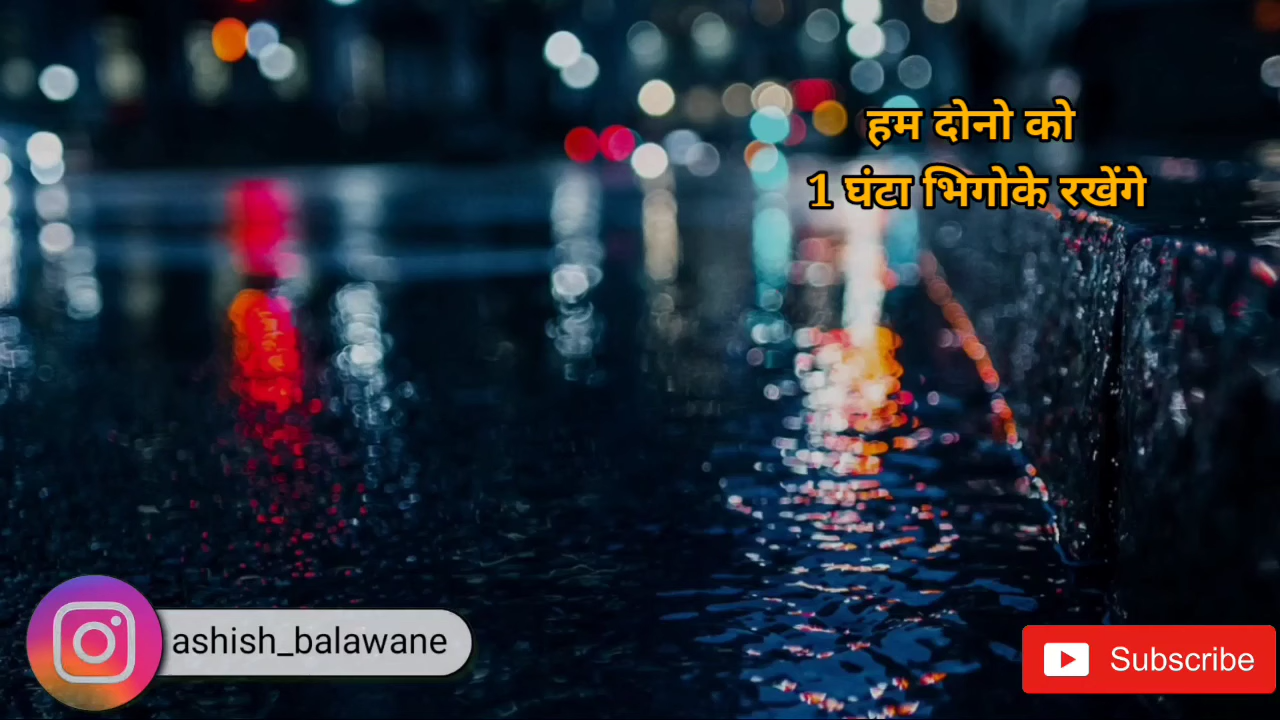 हम दोनो को
1 घंटा भिगोके रखेंगे
ashish_balawane
Subscribe